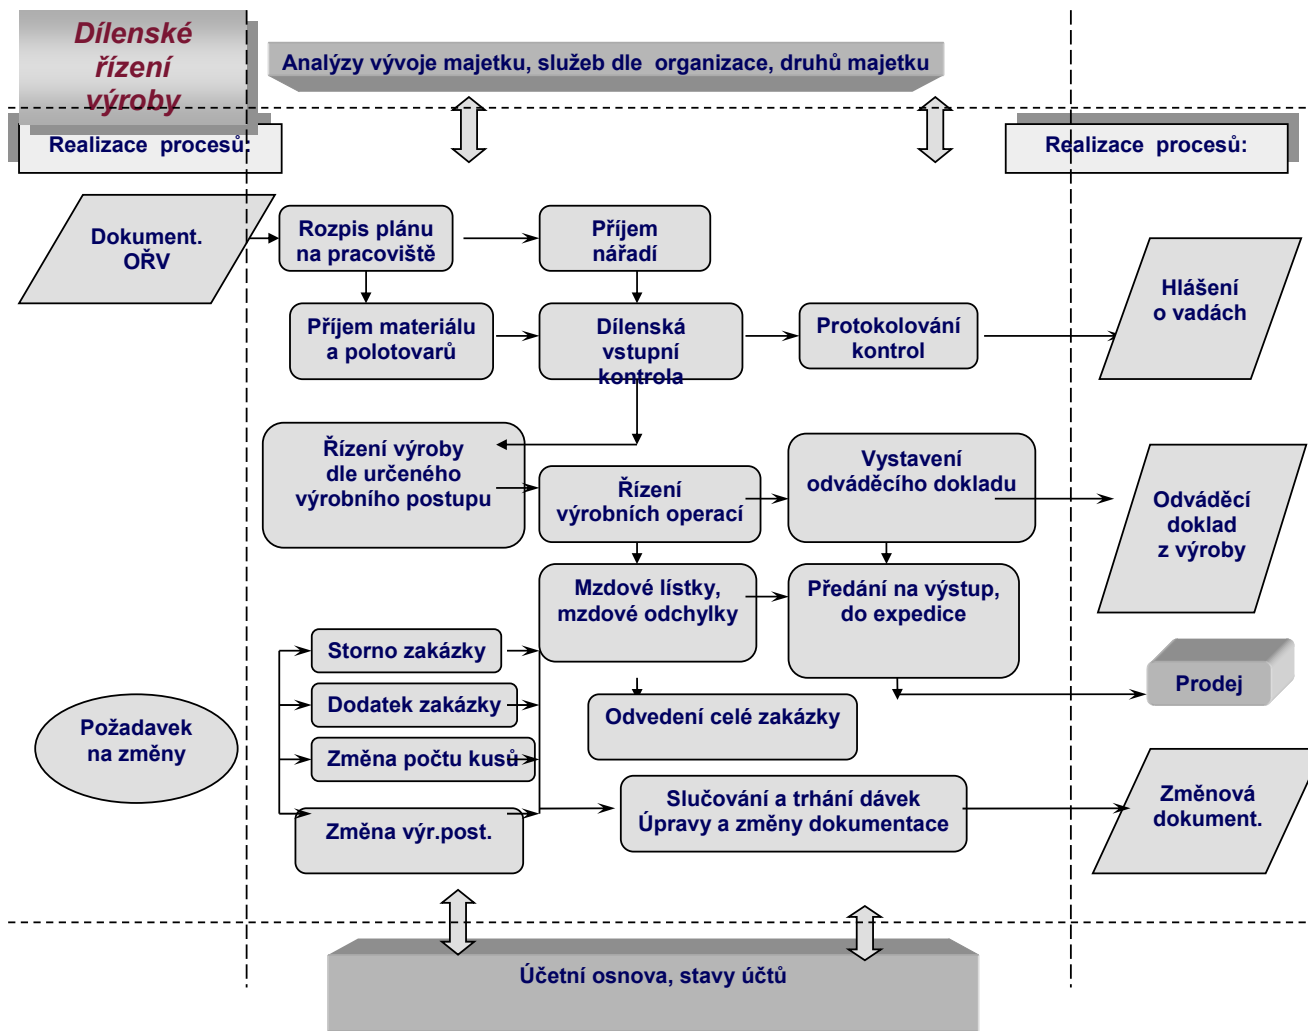 Dílenské
řízení
výroby
Analýzy vývoje majetku, služeb dle organizace, druhů majetku
Realizace procesů:
Realizace procesů:
Dokument.
OŘV
Rozpis plánu
na pracoviště
Příjem
nářadí
Hlášení
o vadách
Příjem materiálu
a polotovarů
Dílenská
vstupní
kontrola
Protokolování
kontrol
Řízení výroby
dle určeného
výrobního postupu
Řízení
výrobních operací
Vystavení
odváděcího dokladu
Odváděcí
doklad
z výroby
Mzdové lístky,
mzdové odchylky
Předání na výstup,
do expedice
Storno zakázky
Dodatek zakázky
Změna počtu kusů
Změna výr.post.
Požadavek
na změny
Odvedení celé zakázky
Prodej
Slučování a trhání dávek
Úpravy a změny dokumentace
Změnová
dokument.
Účetní osnova, stavy účtů